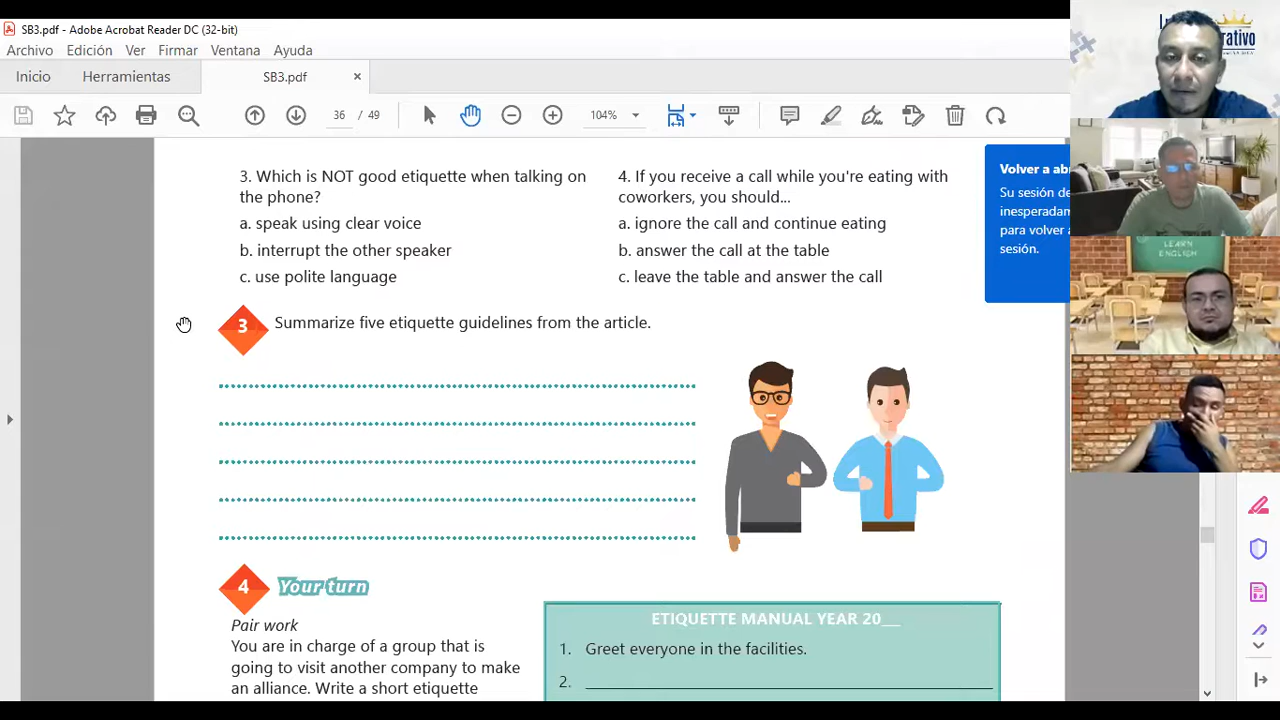 SB3.pdf - Adobe Acrobat Reader DC (32-bit)
Archivo Edición Ver Firmar Ventana Ayuda
Inicio Herramientas SB3.pdf ×
36 / 49 104%
3. Which is NOT good etiquette when talking on
the phone?
a. speak using clear voice
b. interrupt the other speaker
c. use polite language
4. If you receive a call while you're eating with
coworkers, you should...
a. ignore the call and continue eating
b. answer the call at the table
c. leave the table and answer the call
Volver a ab
Su sesión de
inesperadam
para volver a
sesión.
3 Summarize five etiquette guidelines from the article.
4 Your turn
Pair work
You are in charge of a group that is
going to visit another company to make
an alliance. Write a short etiquette
ETIQUETTE MANUAL YEAR 20__
1. Greet everyone in the facilities.
2.
LEARN
ENGLISH